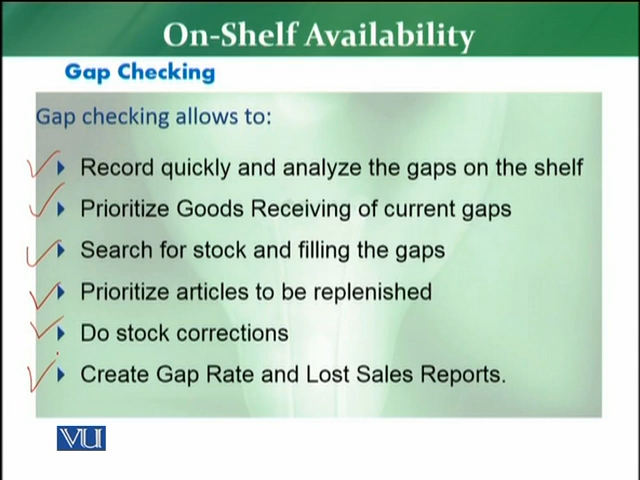 On-Shelf Availability
Gap Checking
Gap checking allows to:
Record quickly and analyze the gaps on the shelf
Prioritize Goods Receiving of current gaps
Search for stock and filling the gaps
Prioritize articles to be replenished
Do stock corrections
Create Gap Rate and Lost Sales Reports.
VU